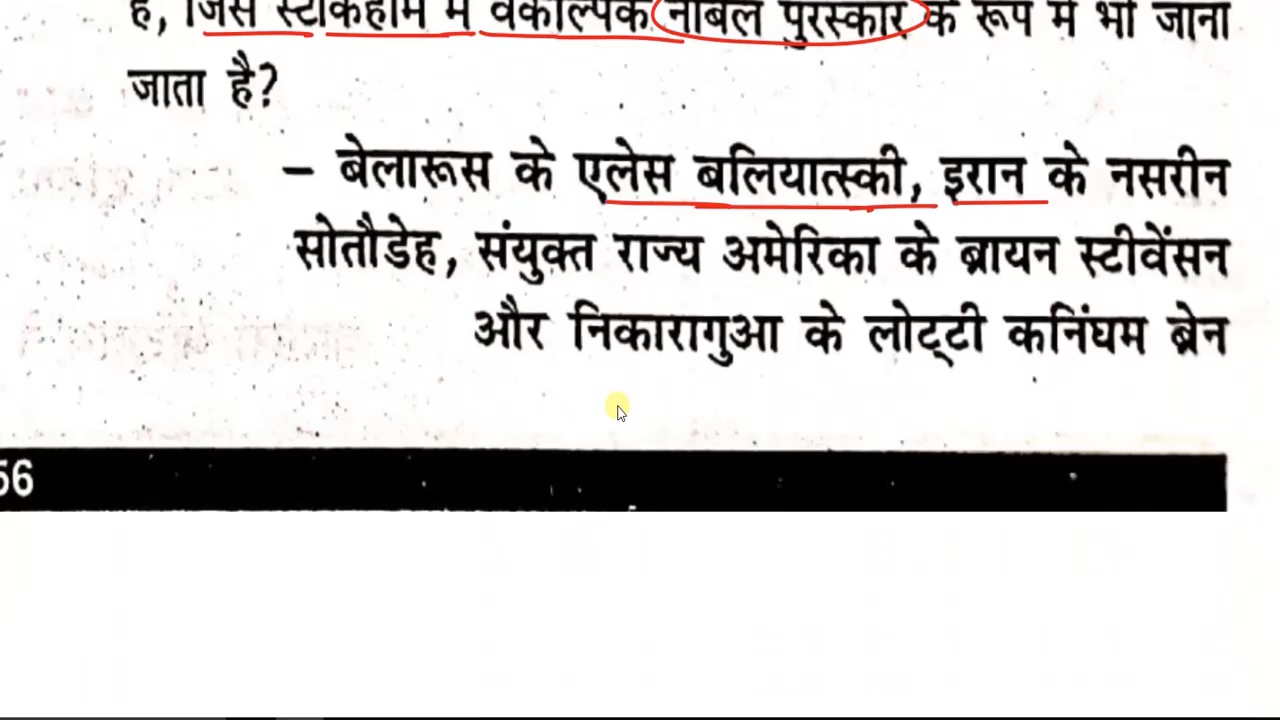 है, जिसे स्टॉकहोम में वैकल्पिक नोबेल पुरस्कार के रूप में भी जाना
जाता है?
– बेलारूस के एलेस बलियात्स्की, इरान के नसरीन
सोतौडेह, संयुक्त राज्य अमेरिका के ब्रायन स्टीवेंसन
और निकारागुआ के लोट्टी कनिंघम ब्रेन
56